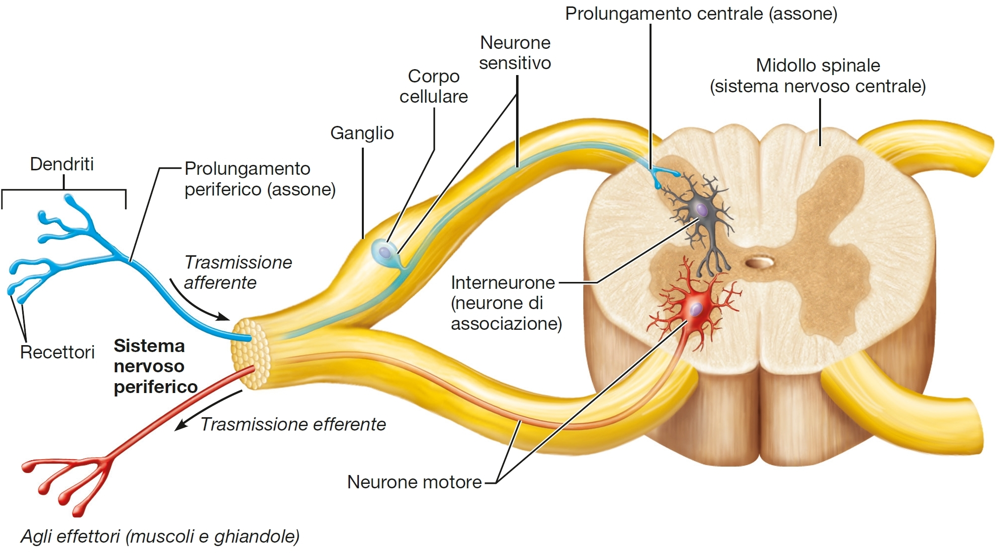 Prolungamento centrale (assone)
Neurone
sensitivo
Midollo spinale
(sistema nervoso centrale)
Corpo
cellulare
Ganglio
Dendriti
Prolungamento
periferico (assone)
Trasmissione
afferente
Interneurone
(neurone di
associazione)
Recettori
Sistema
nervoso
periferico
Trasmissione efferente
Neurone motore
Agli effettori (muscoli e ghiandole)